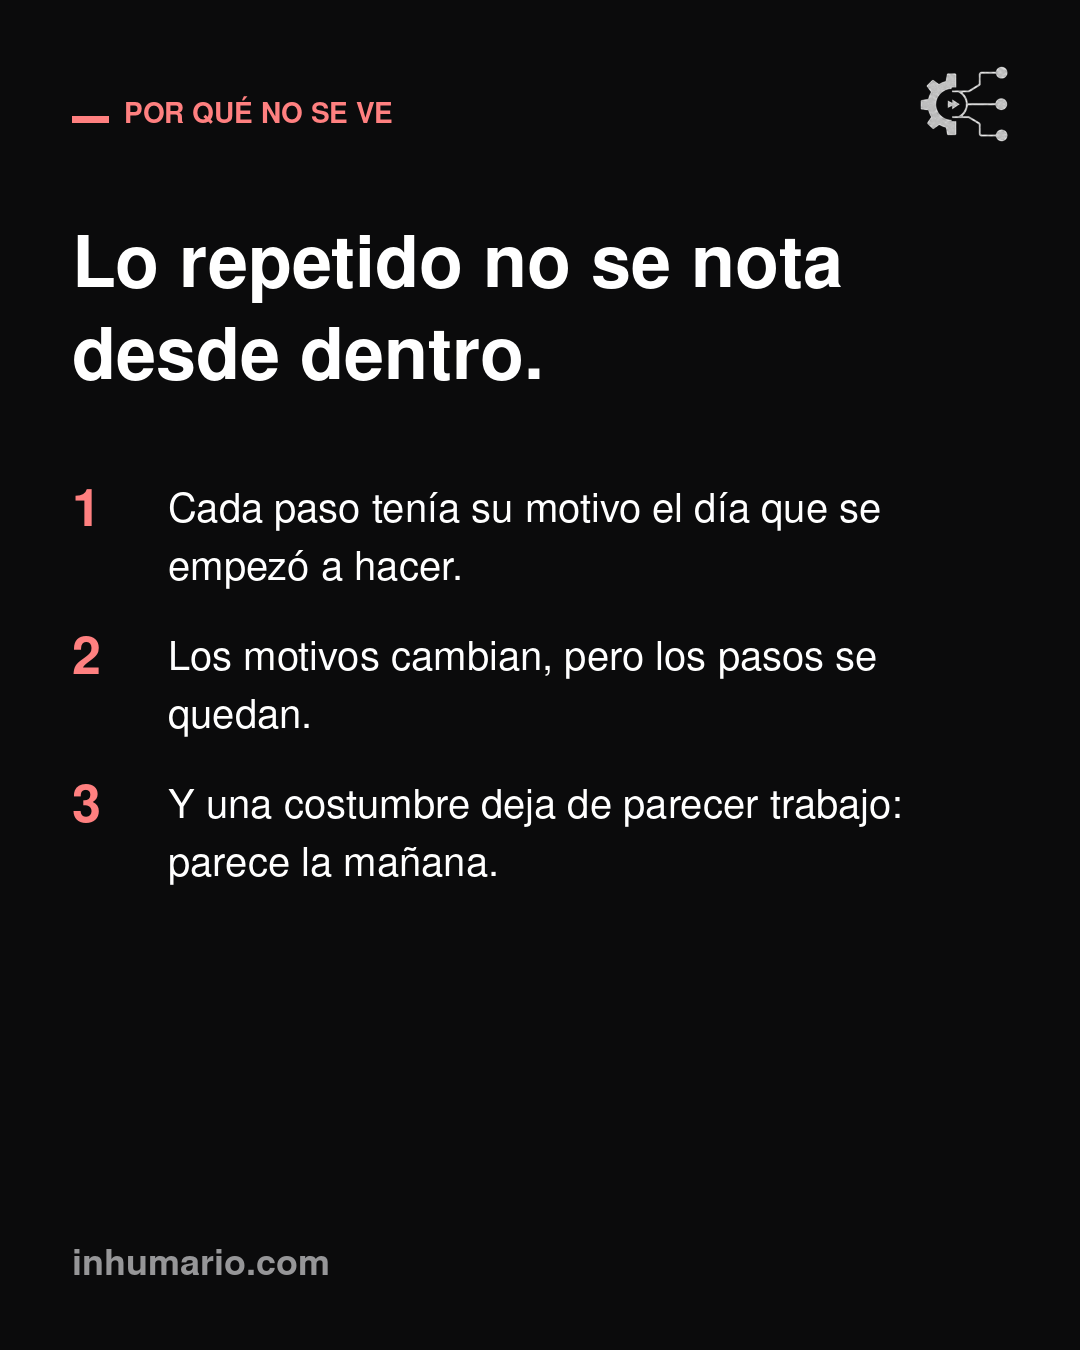 POR QUÉ NO SE VE
Lo repetido no se nota
desde dentro.
1 Cada paso tenía su motivo el día que se
empezó a hacer.
2 Los motivos cambian, pero los pasos se
quedan.
3 Y una costumbre deja de parecer trabajo:
parece la mañana.
inhumario.com